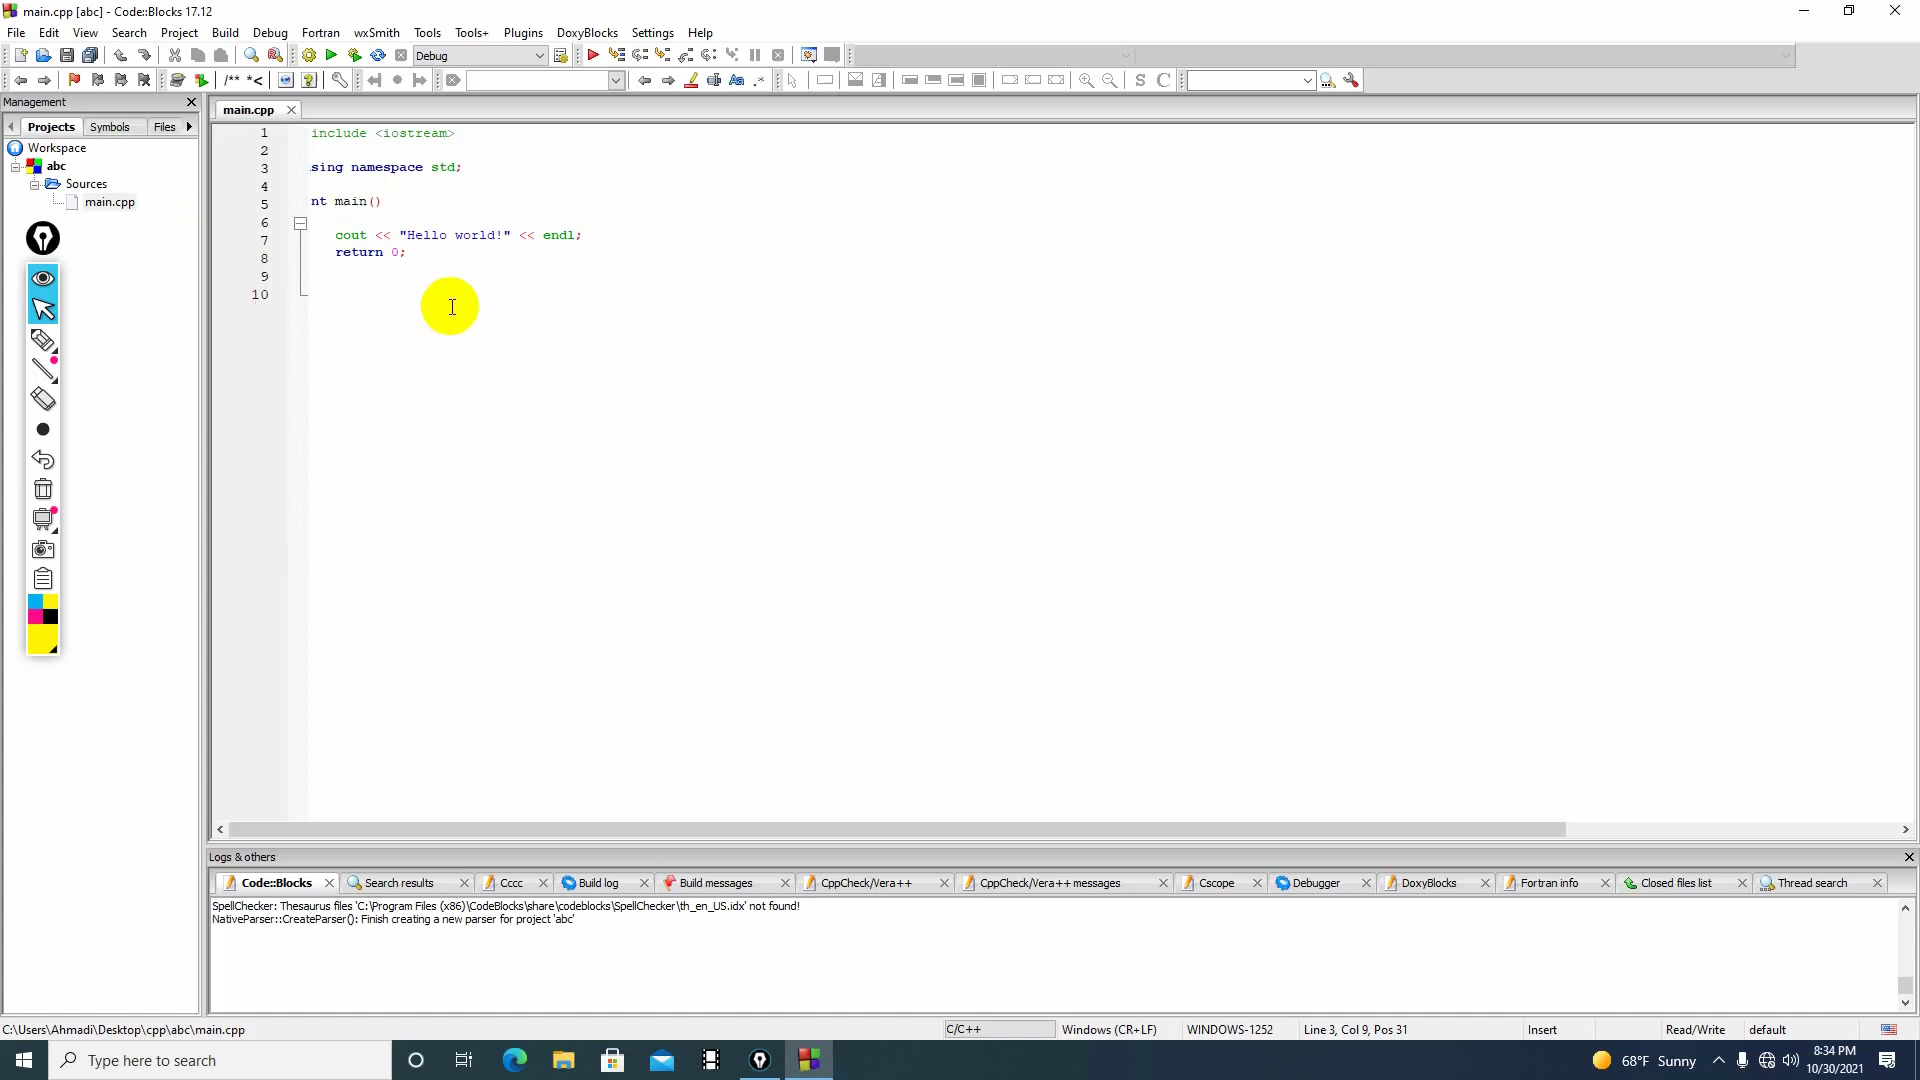 main.cpp [abc] - Code::Blocks 17.12
File Edit View Search Project Build Debug Fortran wxSmith Tools Tools+ Plugins DoxyBlocks Settings Help
Debug
/** *<
Aa .*
S C
Management
Projects Symbols Files
Workspace
abc
Sources
main.cpp
main.cpp
1 include <iostream>
2
3 sing namespace std;
4
5 nt main()
6
7 cout << "Hello world!" << endl;
8 return 0;
9
10
Logs & others
Code::Blocks Search results Cccc Build log Build messages CppCheck/Vera++ CppCheck/Vera++ messages Cscope Debugger DoxyBlocks Fortran info Closed files list Thread search
SpellChecker: Thesaurus files 'C:\Program Files (x86)\CodeBlocks\share\codeblocks\SpellChecker\th_en_US.idx' not found!
NativeParser::CreateParser(): Finish creating a new parser for project 'abc'
C:\Users\Ahmadi\Desktop\cpp\abc\main.cpp C/C++ Windows (CR+LF) WINDOWS-1252 Line 3, Col 9, Pos 31 Insert Read/Write default
Type here to search
68°F Sunny
8:34 PM
10/30/2021